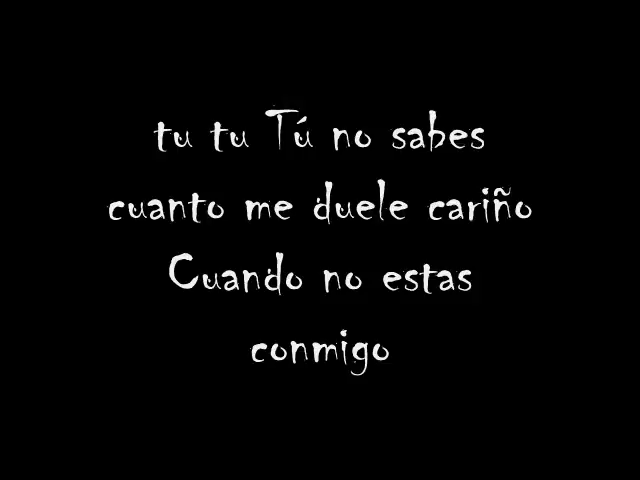 tu tu Tú no sabes
cuanto me duele cariño
Cuando no estas
conmigo